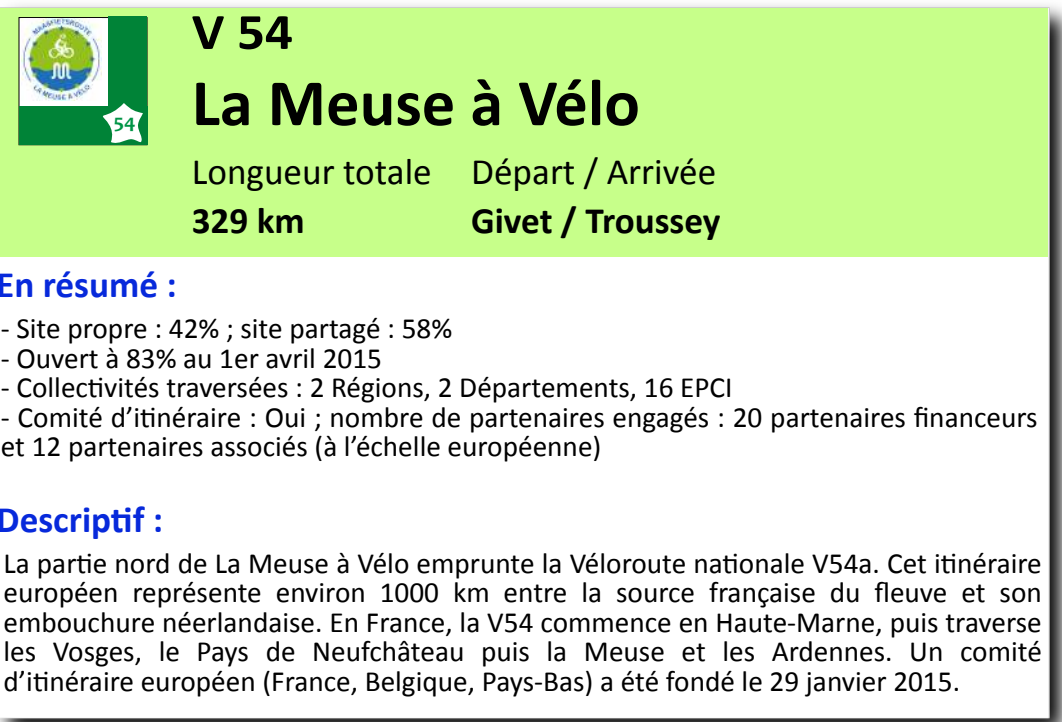 MAASFIETSROUTE
LA MEUSE À VÉLO
54
V 54
La Meuse à Vélo
Longueur totale Départ / Arrivée
329 km Givet / Troussey
En résumé :
- Site propre : 42% ; site partagé : 58%
- Ouvert à 83% au 1er avril 2015
- Collectivités traversées : 2 Régions, 2 Départements, 16 EPCI
- Comité d’itinéraire : Oui ; nombre de partenaires engagés : 20 partenaires financeurs
et 12 partenaires associés (à l’échelle européenne)
Descriptif :
La partie nord de La Meuse à Vélo emprunte la Véloroute nationale V54a. Cet itinéraire
européen représente environ 1000 km entre la source française du fleuve et son
embouchure néerlandaise. En France, la V54 commence en Haute-Marne, puis traverse
les Vosges, le Pays de Neufchâteau puis la Meuse et les Ardennes. Un comité
d’itinéraire européen (France, Belgique, Pays-Bas) a été fondé le 29 janvier 2015.